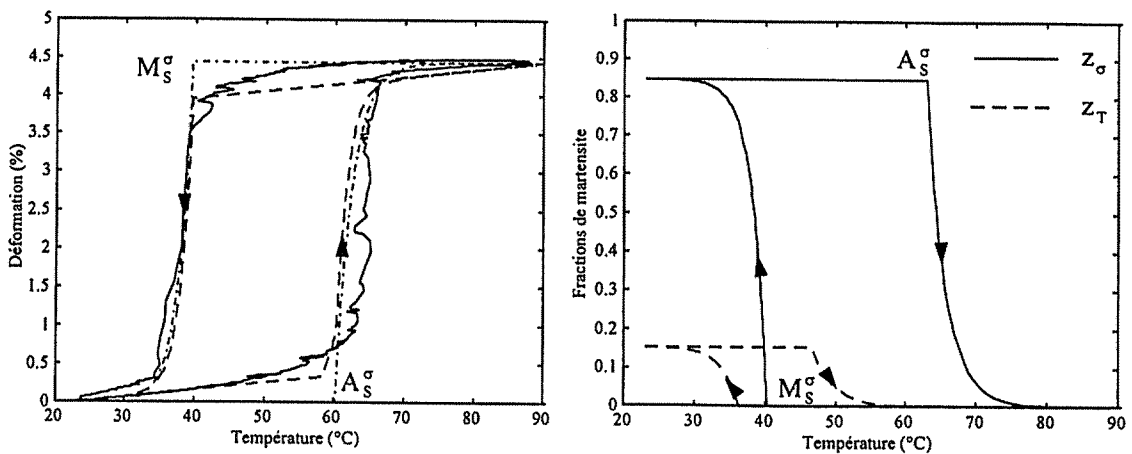 5
4.5
4
3.5
3
2.5
2
1.5
1
0.5
0
Déformation (%)
M_S^σ
A_S^σ
20 30 40 50 60 70 80 90
Température (°C)
1
0.9
0.8
0.7
0.6
0.5
0.4
0.3
0.2
0.1
0
Fractions de martensite
A_S^σ
z_σ
z_T
M_S^σ
20 30 40 50 60 70 80 90
Température (°C)